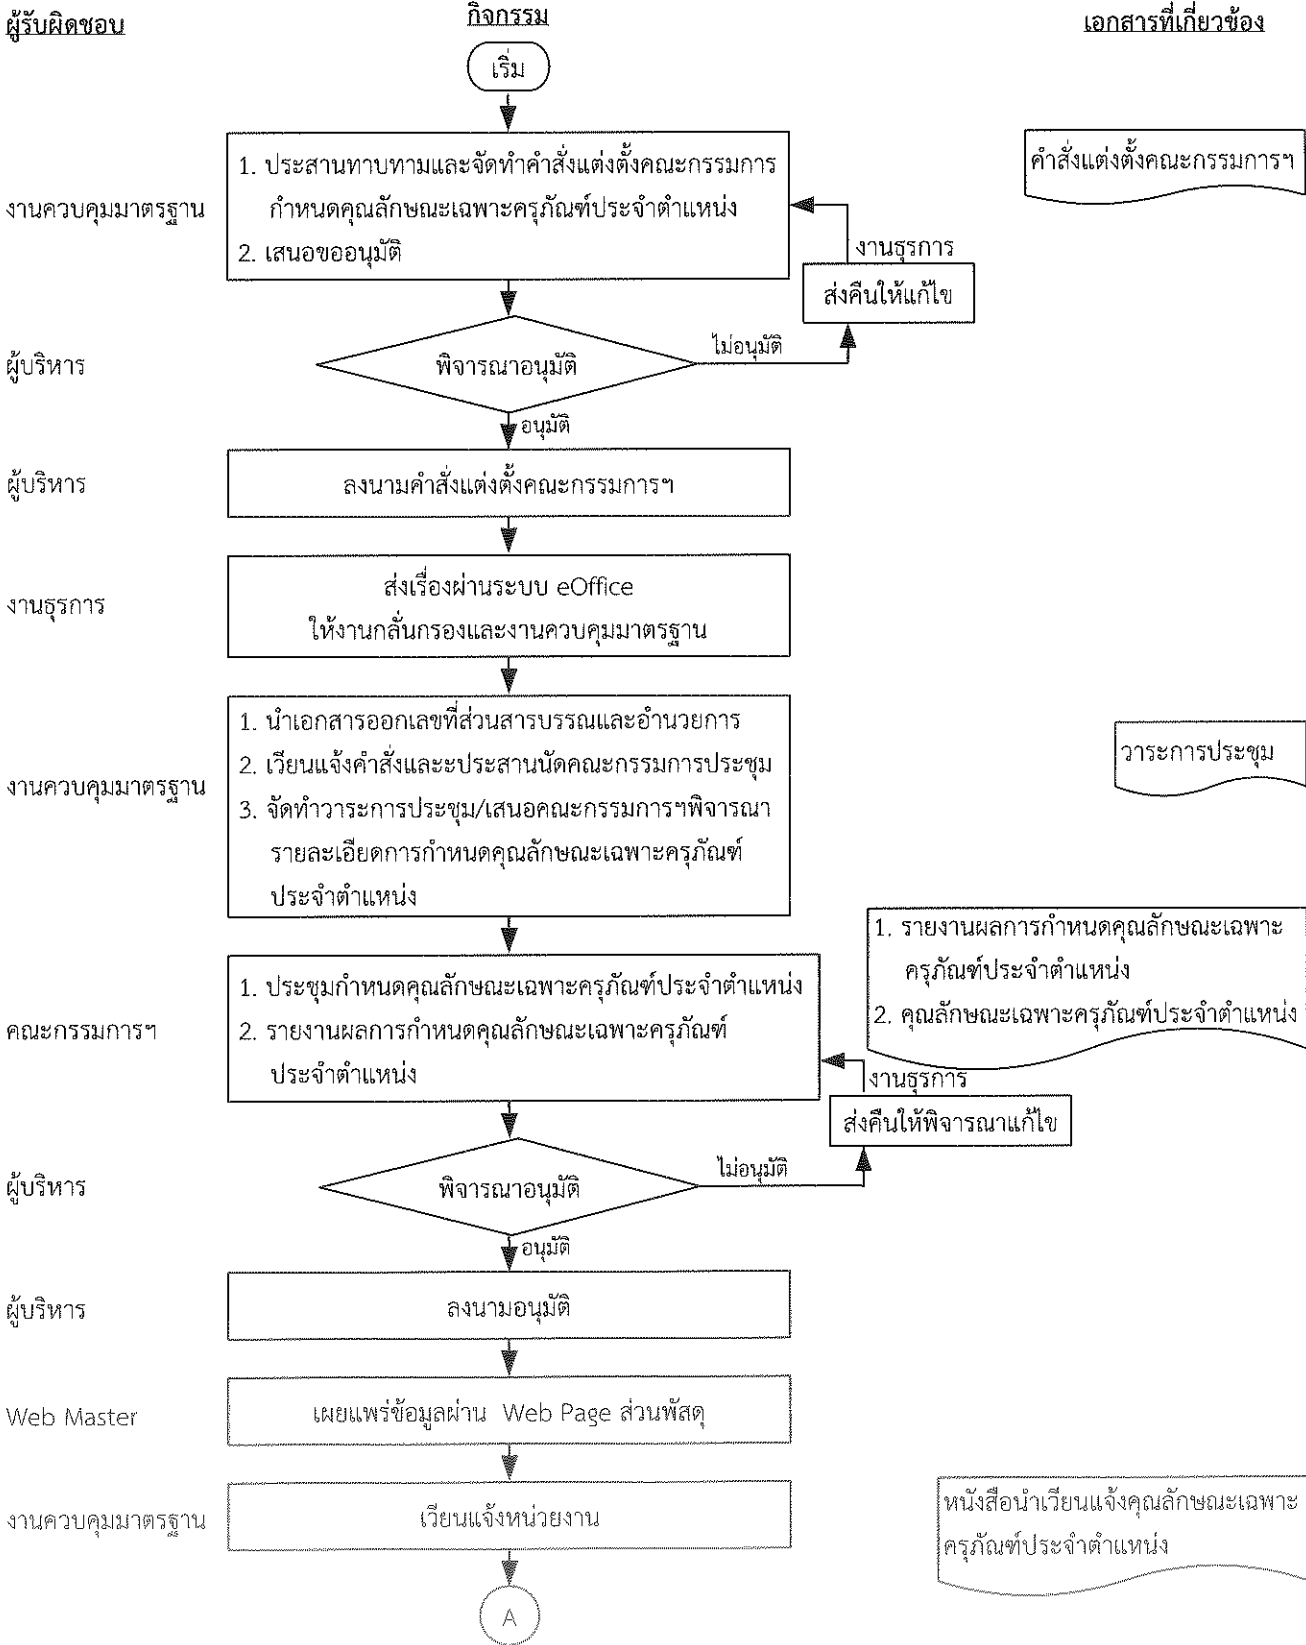 ผู้รับผิดชอบ
กิจกรรม
เอกสารที่เกี่ยวข้อง
เริ่ม
งานควบคุมมาตรฐาน
1. ประสานทาบทามและจัดทำคำสั่งแต่งตั้งคณะกรรมการ
กำหนดคุณลักษณะเฉพาะครุภัณฑ์ประจำตำแหน่ง
2. เสนอขออนุมัติ
คำสั่งแต่งตั้งคณะกรรมการฯ
งานธุรการ
ส่งคืนให้แก้ไข
ผู้บริหาร
พิจารณาอนุมัติ
ไม่อนุมัติ
อนุมัติ
ผู้บริหาร
ลงนามคำสั่งแต่งตั้งคณะกรรมการฯ
งานธุรการ
ส่งเรื่องผ่านระบบ eOffice
ให้งานกลั่นกรองและงานควบคุมมาตรฐาน
งานควบคุมมาตรฐาน
1. นำเอกสารออกเลขที่ส่วนสารบรรณและอำนวยการ
2. เวียนแจ้งคำสั่งและะประสานนัดคณะกรรมการประชุม
3. จัดทำวาระการประชุม/เสนอคณะกรรมการฯพิจารณา
รายละเอียดการกำหนดคุณลักษณะเฉพาะครุภัณฑ์
ประจำตำแหน่ง
วาระการประชุม
คณะกรรมการฯ
1. ประชุมกำหนดคุณลักษณะเฉพาะครุภัณฑ์ประจำตำแหน่ง
2. รายงานผลการกำหนดคุณลักษณะเฉพาะครุภัณฑ์
ประจำตำแหน่ง
1. รายงานผลการกำหนดคุณลักษณะเฉพาะ
ครุภัณฑ์ประจำตำแหน่ง
2. คุณลักษณะเฉพาะครุภัณฑ์ประจำตำแหน่ง
งานธุรการ
ส่งคืนให้พิจารณาแก้ไข
ผู้บริหาร
พิจารณาอนุมัติ
ไม่อนุมัติ
อนุมัติ
ผู้บริหาร
ลงนามอนุมัติ
Web Master
เผยแพร่ข้อมูลผ่าน Web Page ส่วนพัสดุ
งานควบคุมมาตรฐาน
เวียนแจ้งหน่วยงาน
หนังสือนำเวียนแจ้งคุณลักษณะเฉพาะ
ครุภัณฑ์ประจำตำแหน่ง
A